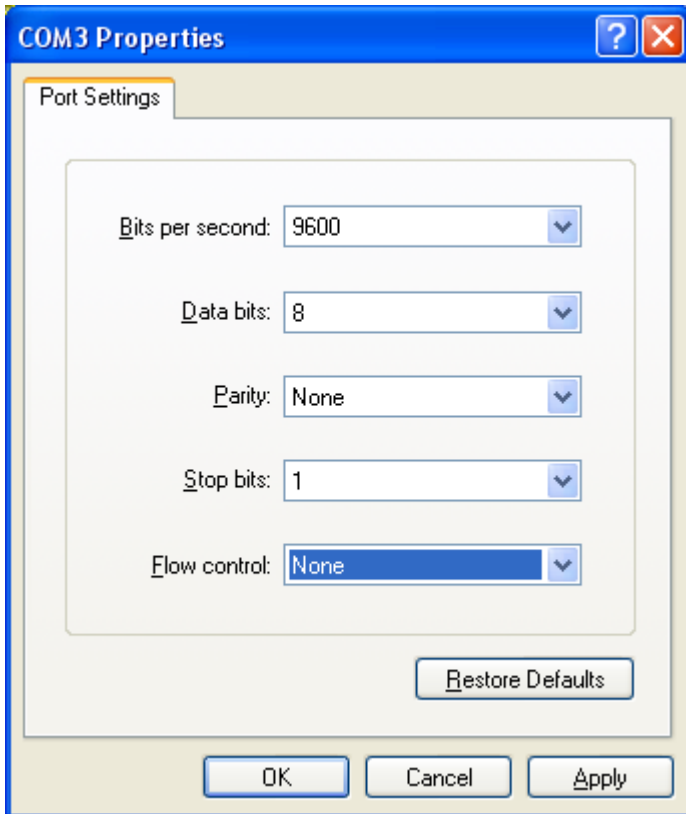 COM3 Properties
Port Settings
Bits per second: 9600
Data bits: 8
Parity: None
Stop bits: 1
Flow control: None
Restore Defaults
OK Cancel Apply